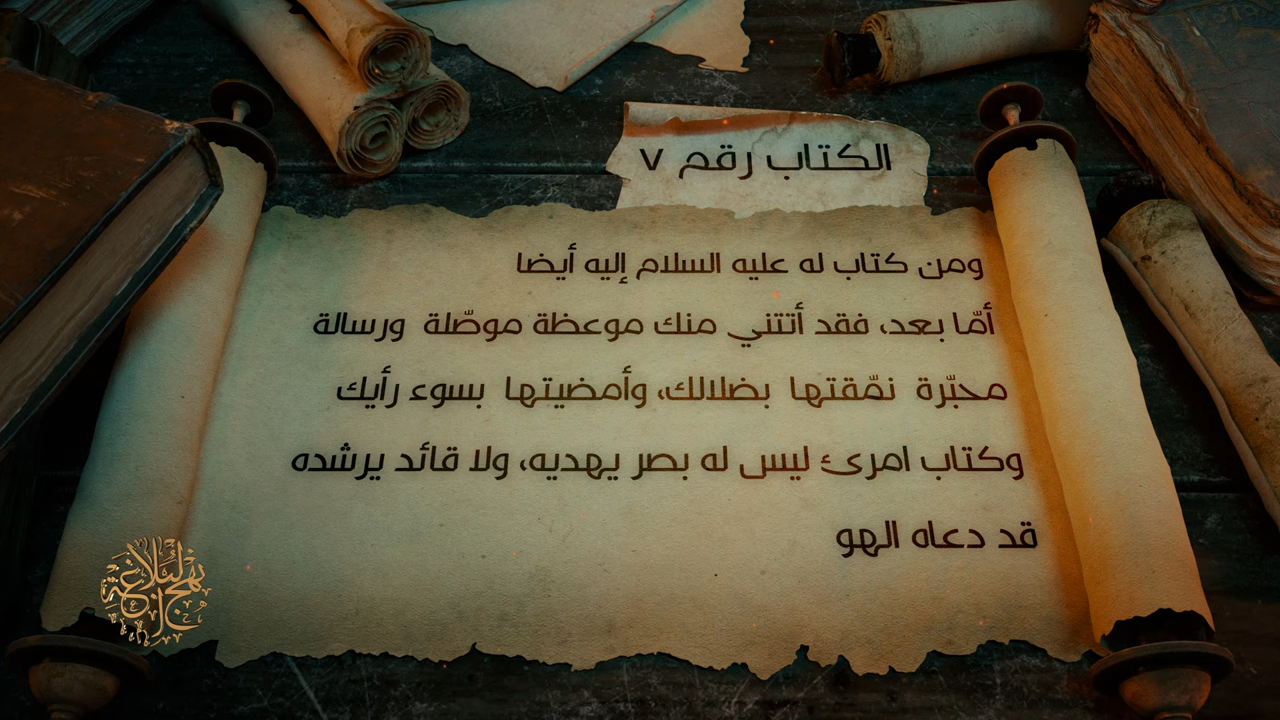 الكتاب رقم ٧
ومن كتاب له عليه السلام إليه أيضا
أمّا بعد، فقد أتتني منك موعظة موصّلة ورسالة
محبّرة نمّقتها بضلالك، وأمضيتها بسوء رأيك
وكتاب امرئ ليس له بصر يهديه، ولا قائد يرشده
قد دعاه الهو
نهج البلاغة